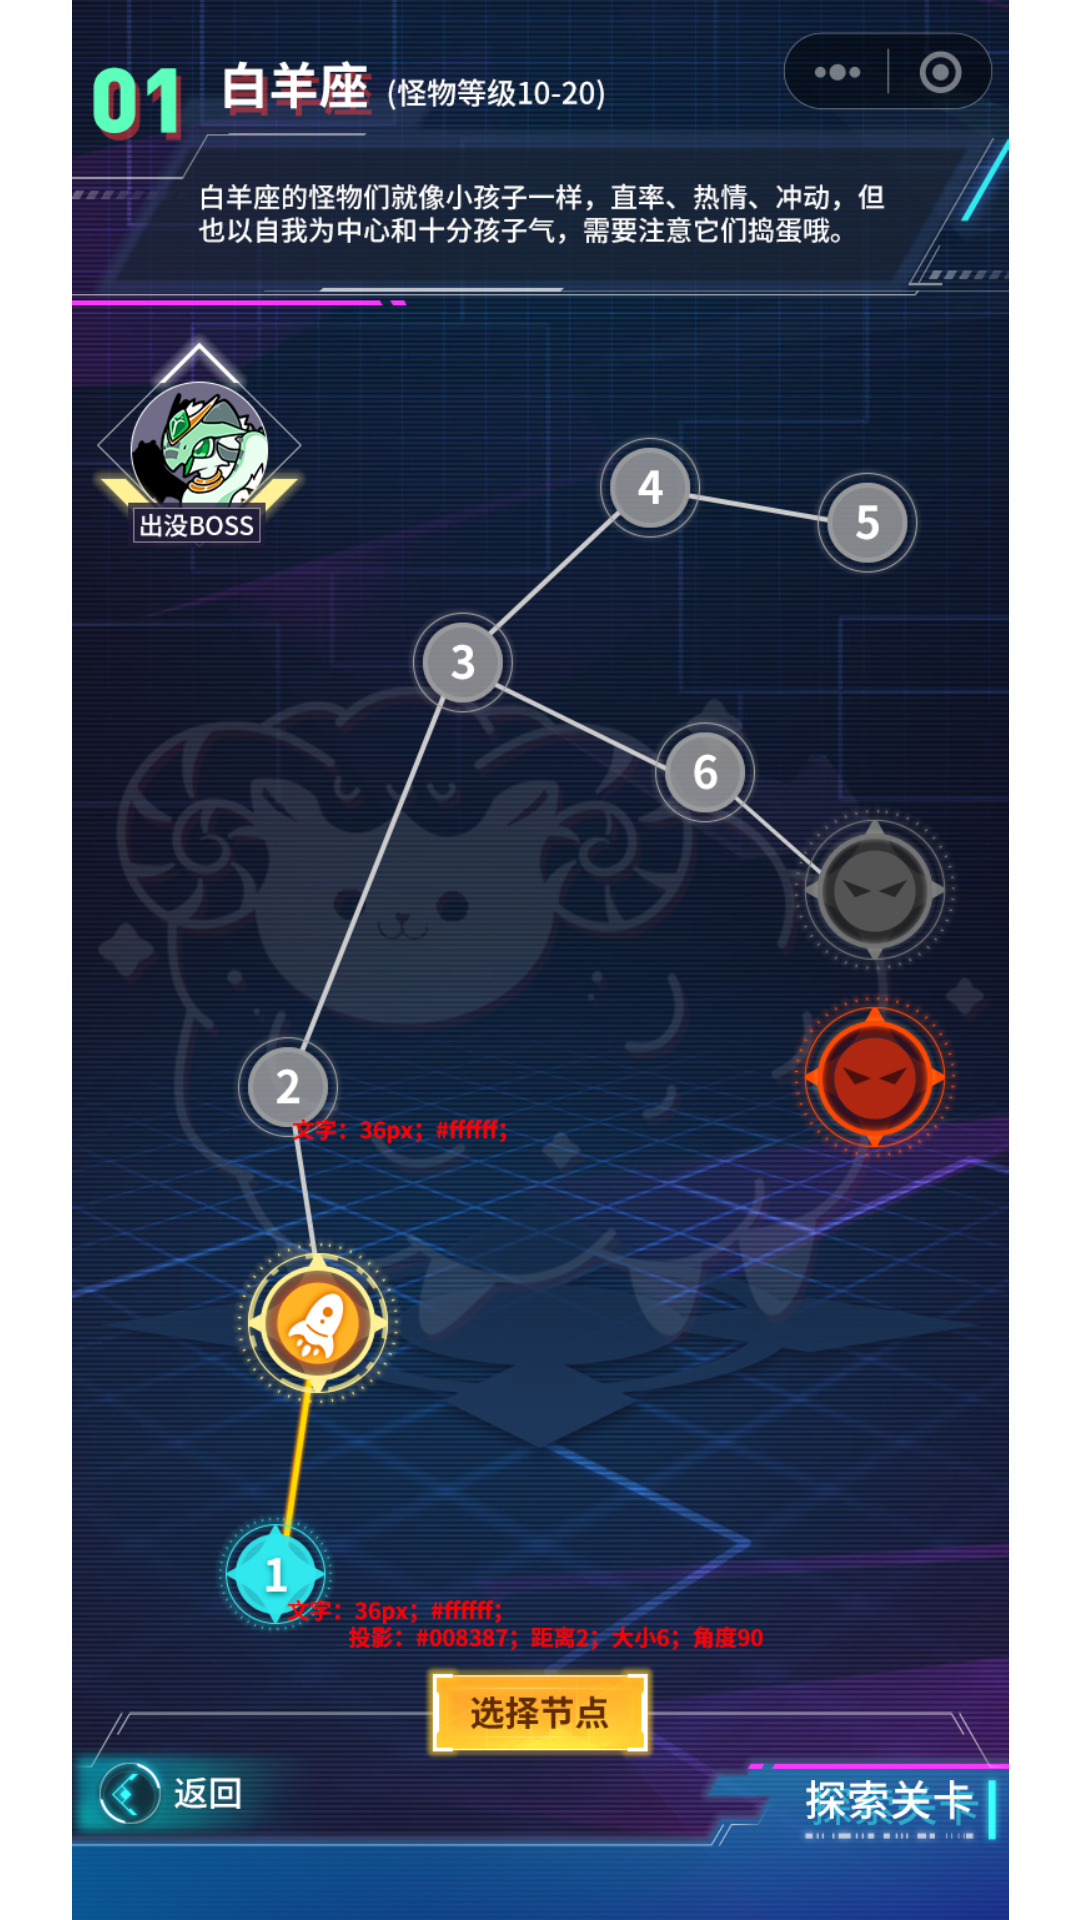 01 白羊座 (怪物等级10-20)
白羊座的怪物们就像小孩子一样，直率、热情、冲动，但
也以自我为中心和十分孩子气，需要注意它们捣蛋哦。
出没BOSS
4
5
3
6
2
文字：36px；#ffffff；
1
文字：36px；#ffffff；
投影：#008387；距离2；大小6；角度90
选择节点
返回
探索关卡